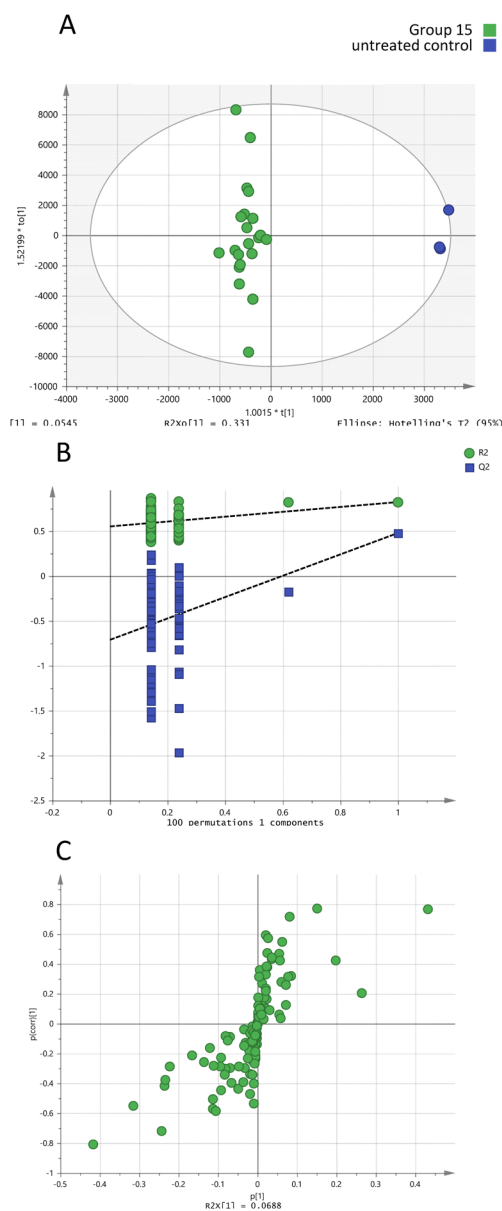 A
Group 15
untreated control
8000
6000
4000
2000
0
-2000
-4000
-6000
-8000
-10000
1.52199 * to[1]
-4000 -3000 -2000 -1000 0 1000 2000 3000 4000
1.0015 * t[1]
[1] = 0.0545 R2Xo[1] = 0.331 Ellipse: Hotelling's T2 (95%)
B
R2
Q2
0.5
0
-0.5
-1
-1.5
-2
-2.5
-0.2 0 0.2 0.4 0.6 0.8 1
100 permutations 1 components
C
0.8
0.6
0.4
0.2
0
-0.2
-0.4
-0.6
-0.8
-1
p(corr)[1]
-0.5 -0.4 -0.3 -0.2 -0.1 0 0.1 0.2 0.3 0.4
p[1]
R2X[1] = 0.0688